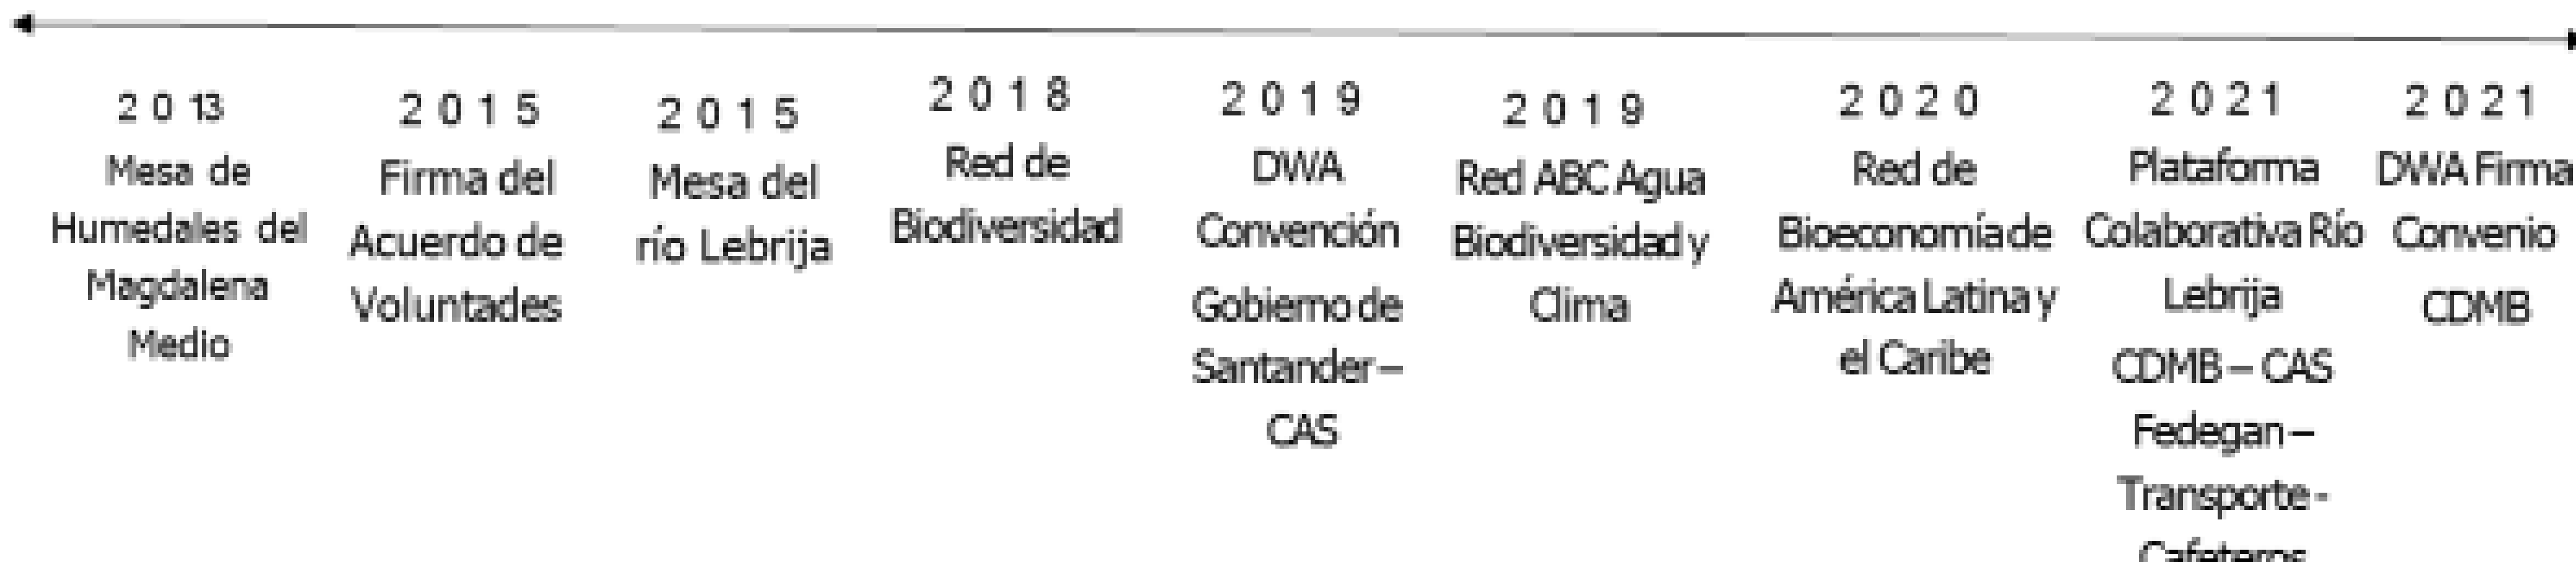 2013
Mesa de
Humedales del
Magdalena
Medio
2015
Firma del
Acuerdo de
Voluntades
2015
Mesa del
río Lebrija
2018
Red de
Biodiversidad
2019
DWA
Convención
Gobierno de
Santander –
CAS
2019
Red ABC Agua
Biodiversidad y
Clima
2020
Red de
Bioeconomía de
América Latina y
el Caribe
2021
Plataforma
Colaborativa Río
Lebrija
CDMB – CAS
Fedegan –
Transporte -
Cafeteros
2021
DWA Firma
Convenio
CDMB